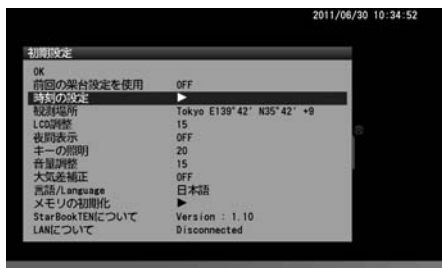 2011/06/30 10:34:52
初期設定
OK
前回の架台設定を使用 OFF
時刻の設定 ▶
観測場所 Tokyo E139°42′ N35°42′ +9
LCD調整 15
夜間表示 OFF
キーの照明 20
音量調整 15
大気差補正 OFF
言語/Language 日本語
メモリの初期化 ▶
StarBookTENについて Version : 1.10
LANについて Disconnected